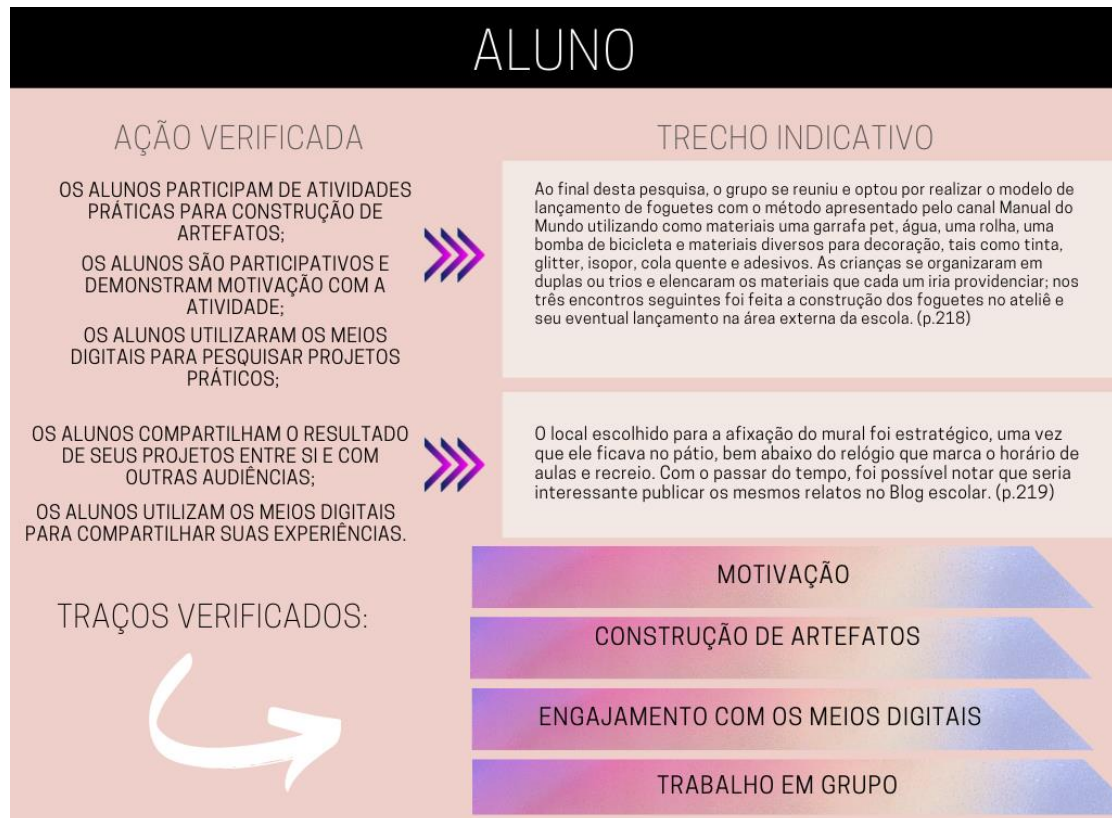 ALUNO
AÇÃO VERIFICADA
OS ALUNOS PARTICIPAM DE ATIVIDADES
PRÁTICAS PARA CONSTRUÇÃO DE
ARTEFATOS;
OS ALUNOS SÃO PARTICIPATIVOS E
DEMONSTRAM MOTIVAÇÃO COM A
ATIVIDADE;
OS ALUNOS UTILIZARAM OS MEIOS
DIGITAIS PARA PESQUISAR PROJETOS
PRÁTICOS;
TRECHO INDICATIVO
Ao final desta pesquisa, o grupo se reuniu e optou por realizar o modelo de
lançamento de foguetes com o método apresentado pelo canal Manual do
Mundo utilizando como materiais uma garrafa pet, água, uma rolha, uma
bomba de bicicleta e materiais diversos para decoração, tais como tinta,
glitter, isopor, cola quente e adesivos. As crianças se organizaram em
duplas ou trios e elencaram os materiais que cada um iria providenciar; nos
três encontros seguintes foi feita a construção dos foguetes no ateliê e
seu eventual lançamento na área externa da escola. (p.218)
OS ALUNOS COMPARTILHAM O RESULTADO
DE SEUS PROJETOS ENTRE SI E COM
OUTRAS AUDIÊNCIAS;
OS ALUNOS UTILIZAM OS MEIOS DIGITAIS
PARA COMPARTILHAR SUAS EXPERIÊNCIAS.
O local escolhido para a afixação do mural foi estratégico, uma vez
que ele ficava no pátio, bem abaixo do relógio que marca o horário de
aulas e recreio. Com o passar do tempo, foi possível notar que seria
interessante publicar os mesmos relatos no Blog escolar. (p.219)
TRAÇOS VERIFICADOS:
MOTIVAÇÃO
CONSTRUÇÃO DE ARTEFATOS
ENGAJAMENTO COM OS MEIOS DIGITAIS
TRABALHO EM GRUPO